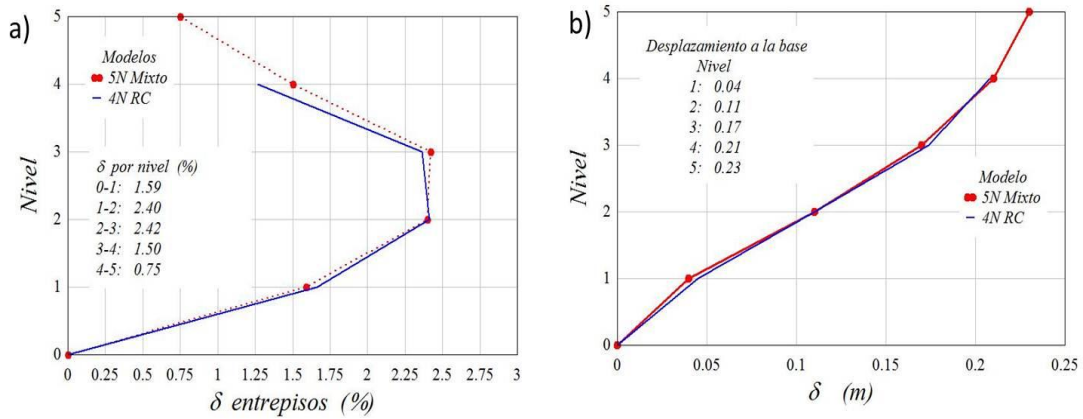 a)
5
4
3
2
1
0
Nivel
Modelos
5N Mixto
4N RC
δ por nivel (%)
0-1: 1.59
1-2: 2.40
2-3: 2.42
3-4: 1.50
4-5: 0.75
0 0.25 0.5 0.75 1 1.25 1.5 1.75 2 2.25 2.5 2.75 3
δ entrepisos (%)
b)
5
4
3
2
1
0
Nivel
Desplazamiento a la base
Nivel
1: 0.04
2: 0.11
3: 0.17
4: 0.21
5: 0.23
Modelo
5N Mixto
4N RC
0 0.05 0.1 0.15 0.2 0.25
δ (m)